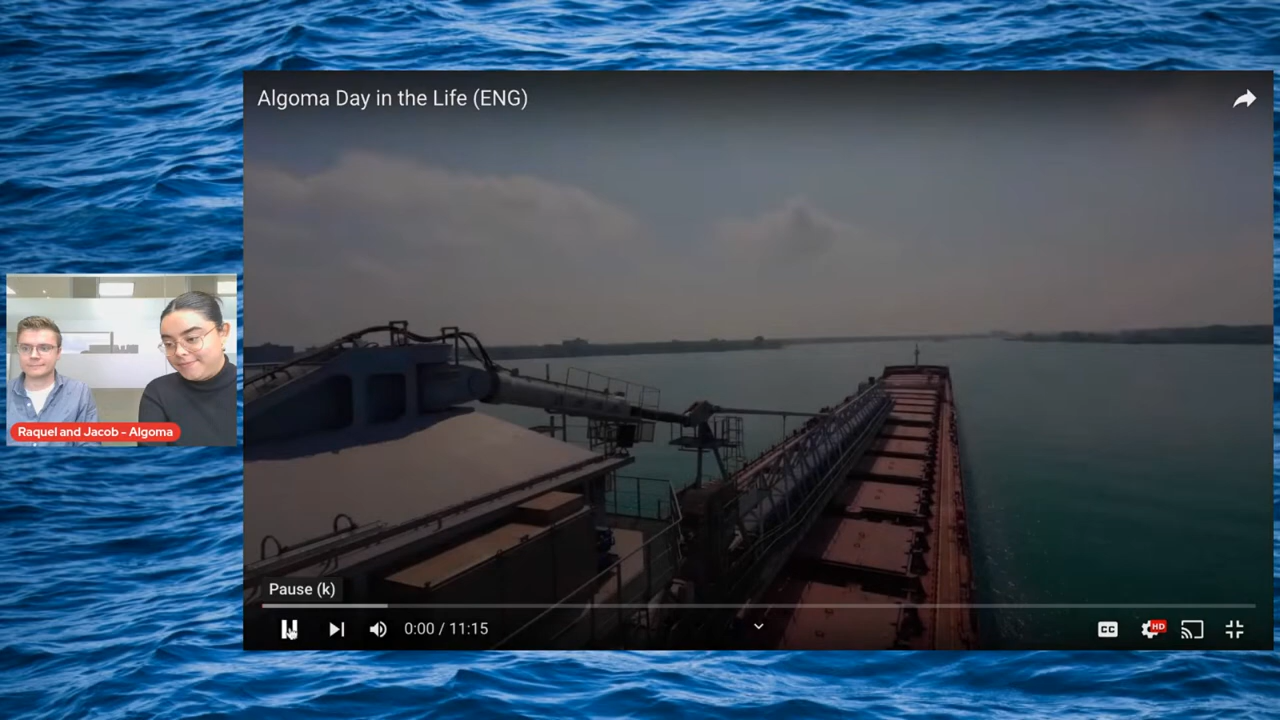 Algoma Day in the Life (ENG)
Raquel and Jacob - Algoma
Pause (k)
0:00 / 11:15
CC
HD